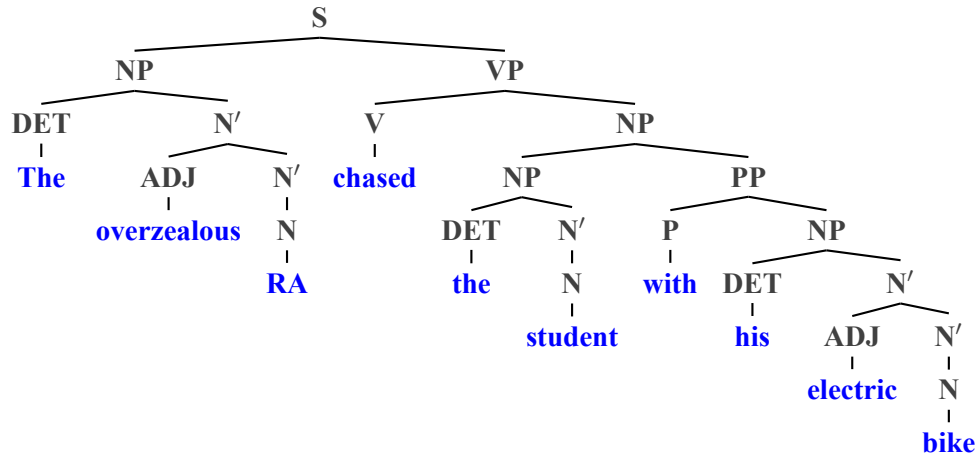 S
NP VP
DET N′ V NP
The ADJ N′ chased NP PP
overzealous N DET N′ P NP
RA the N with DET N′
student his ADJ N′
electric N
bike